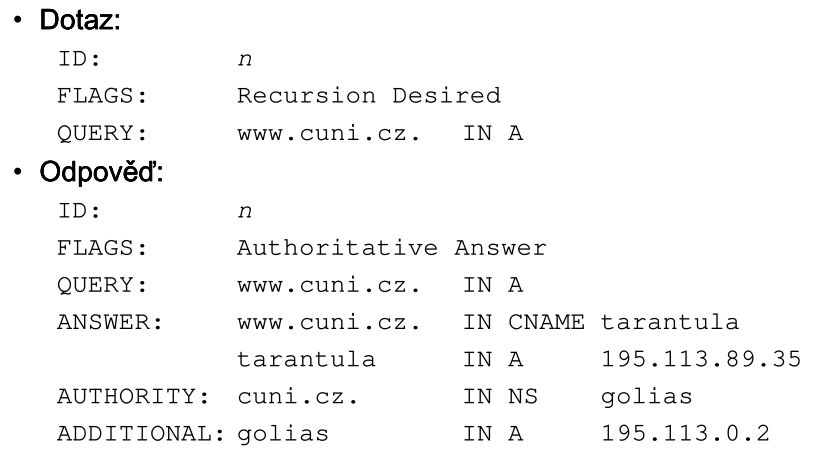 • Dotaz:
ID: n
FLAGS: Recursion Desired
QUERY: www.cuni.cz. IN A
• Odpověď:
ID: n
FLAGS: Authoritative Answer
QUERY: www.cuni.cz. IN A
ANSWER: www.cuni.cz. IN CNAME tarantula
tarantula IN A 195.113.89.35
AUTHORITY: cuni.cz. IN NS golias
ADDITIONAL: golias IN A 195.113.0.2